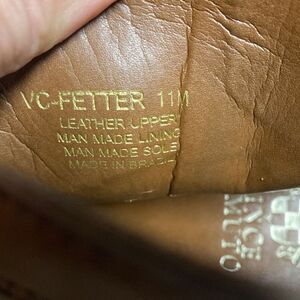 VC-FETTER 11M
LEATHER UPPER
MAN MADE LINING
MAN MADE SOLE
MADE IN BRAZIL